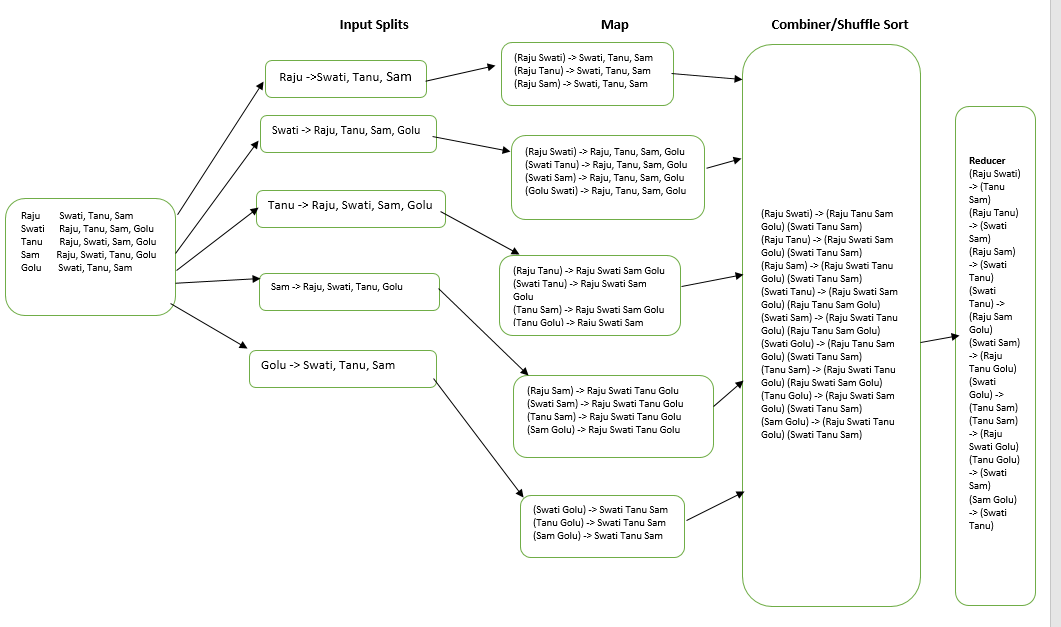 Input Splits
Map
Combiner/Shuffle Sort
Raju Swati, Tanu, Sam
Swati Raju, Tanu, Sam, Golu
Tanu Raju, Swati, Sam, Golu
Sam Raju, Swati, Tanu, Golu
Golu Swati, Tanu, Sam
Raju ->Swati, Tanu, Sam
Swati -> Raju, Tanu, Sam, Golu
Tanu -> Raju, Swati, Sam, Golu
Sam -> Raju, Swati, Tanu, Golu
Golu -> Swati, Tanu, Sam
(Raju Swati) -> Swati, Tanu, Sam
(Raju Tanu) -> Swati, Tanu, Sam
(Raju Sam) -> Swati, Tanu, Sam
(Raju Swati) -> Raju, Tanu, Sam, Golu
(Swati Tanu) -> Raju, Tanu, Sam, Golu
(Swati Sam) -> Raju, Tanu, Sam, Golu
(Golu Swati) -> Raju, Tanu, Sam, Golu
(Raju Tanu) -> Raju Swati Sam Golu
(Swati Tanu) -> Raju Swati Sam
Golu
(Tanu Sam) -> Raju Swati Sam Golu
(Tanu Golu) -> Raju Swati Sam
(Raju Sam) -> Raju Swati Tanu Golu
(Swati Sam) -> Raju Swati Tanu Golu
(Tanu Sam) -> Raju Swati Tanu Golu
(Sam Golu) -> Raju Swati Tanu Golu
(Swati Golu) -> Swati Tanu Sam
(Tanu Golu) -> Swati Tanu Sam
(Sam Golu) -> Swati Tanu Sam
(Raju Swati) -> (Raju Tanu Sam
Golu) (Swati Tanu Sam)
(Raju Tanu) -> (Raju Swati Sam
Golu) (Swati Tanu Sam)
(Raju Sam) -> (Raju Swati Tanu
Golu) (Swati Tanu Sam)
(Swati Tanu) -> (Raju Swati Sam
Golu) (Raju Tanu Sam Golu)
(Swati Sam) -> (Raju Swati Tanu
Golu) (Raju Tanu Sam Golu)
(Swati Golu) -> (Raju Tanu Sam
Golu) (Swati Tanu Sam)
(Tanu Sam) -> (Raju Swati Tanu
Golu) (Raju Swati Sam Golu)
(Tanu Golu) -> (Raju Swati Sam
Golu) (Swati Tanu Sam)
(Sam Golu) -> (Raju Swati Tanu
Golu) (Swati Tanu Sam)
Reducer
(Raju Swati)
-> (Tanu
Sam)
(Raju Tanu)
-> (Swati
Sam)
(Raju Sam)
-> (Swati
Tanu)
(Swati
Tanu) ->
(Raju Sam
Golu)
(Swati Sam)
-> (Raju
Tanu Golu)
(Swati
Golu) ->
(Tanu Sam)
(Tanu Sam)
-> (Raju
Swati Golu)
(Tanu Golu)
-> (Swati
Sam)
(Sam Golu)
-> (Swati
Tanu)